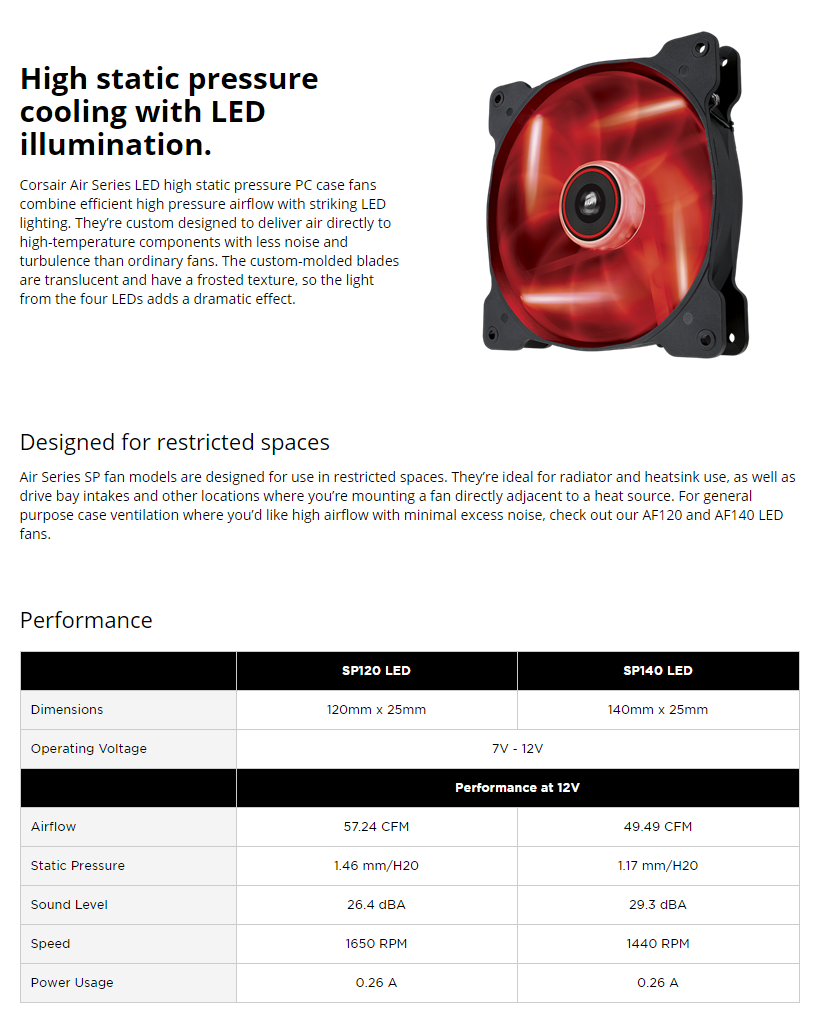 High static pressure
cooling with LED
illumination.
Corsair Air Series LED high static pressure PC case fans
combine efficient high pressure airflow with striking LED
lighting. They’re custom designed to deliver air directly to
high-temperature components with less noise and
turbulence than ordinary fans. The custom-molded blades
are translucent and have a frosted texture, so the light
from the four LEDs adds a dramatic effect.
Designed for restricted spaces
Air Series SP fan models are designed for use in restricted spaces. They’re ideal for radiator and heatsink use, as well as
drive bay intakes and other locations where you’re mounting a fan directly adjacent to a heat source. For general
purpose case ventilation where you’d like high airflow with minimal excess noise, check out our AF120 and AF140 LED
fans.
Performance
SP120 LED SP140 LED
Dimensions 120mm x 25mm 140mm x 25mm
Operating Voltage 7V - 12V
Performance at 12V
Airflow 57.24 CFM 49.49 CFM
Static Pressure 1.46 mm/H20 1.17 mm/H20
Sound Level 26.4 dBA 29.3 dBA
Speed 1650 RPM 1440 RPM
Power Usage 0.26 A 0.26 A